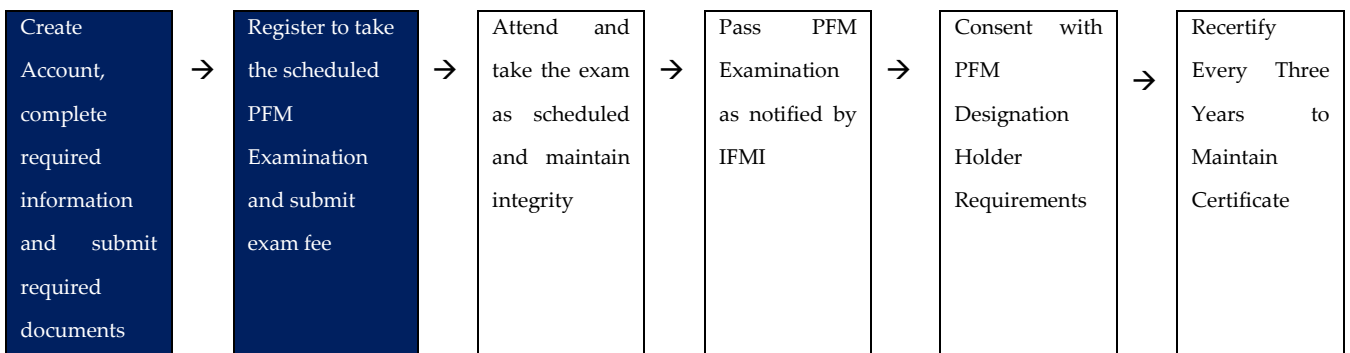 Create
Account,
complete
required
information
and submit
required
documents
→
Register to take
the scheduled
PFM
Examination
and submit
exam fee
→
Attend and
take the exam
as scheduled
and maintain
integrity
→
Pass PFM
Examination
as notified by
IFMI
→
Consent with
PFM
Designation
Holder
Requirements
→
Recertify
Every Three
Years to
Maintain
Certificate